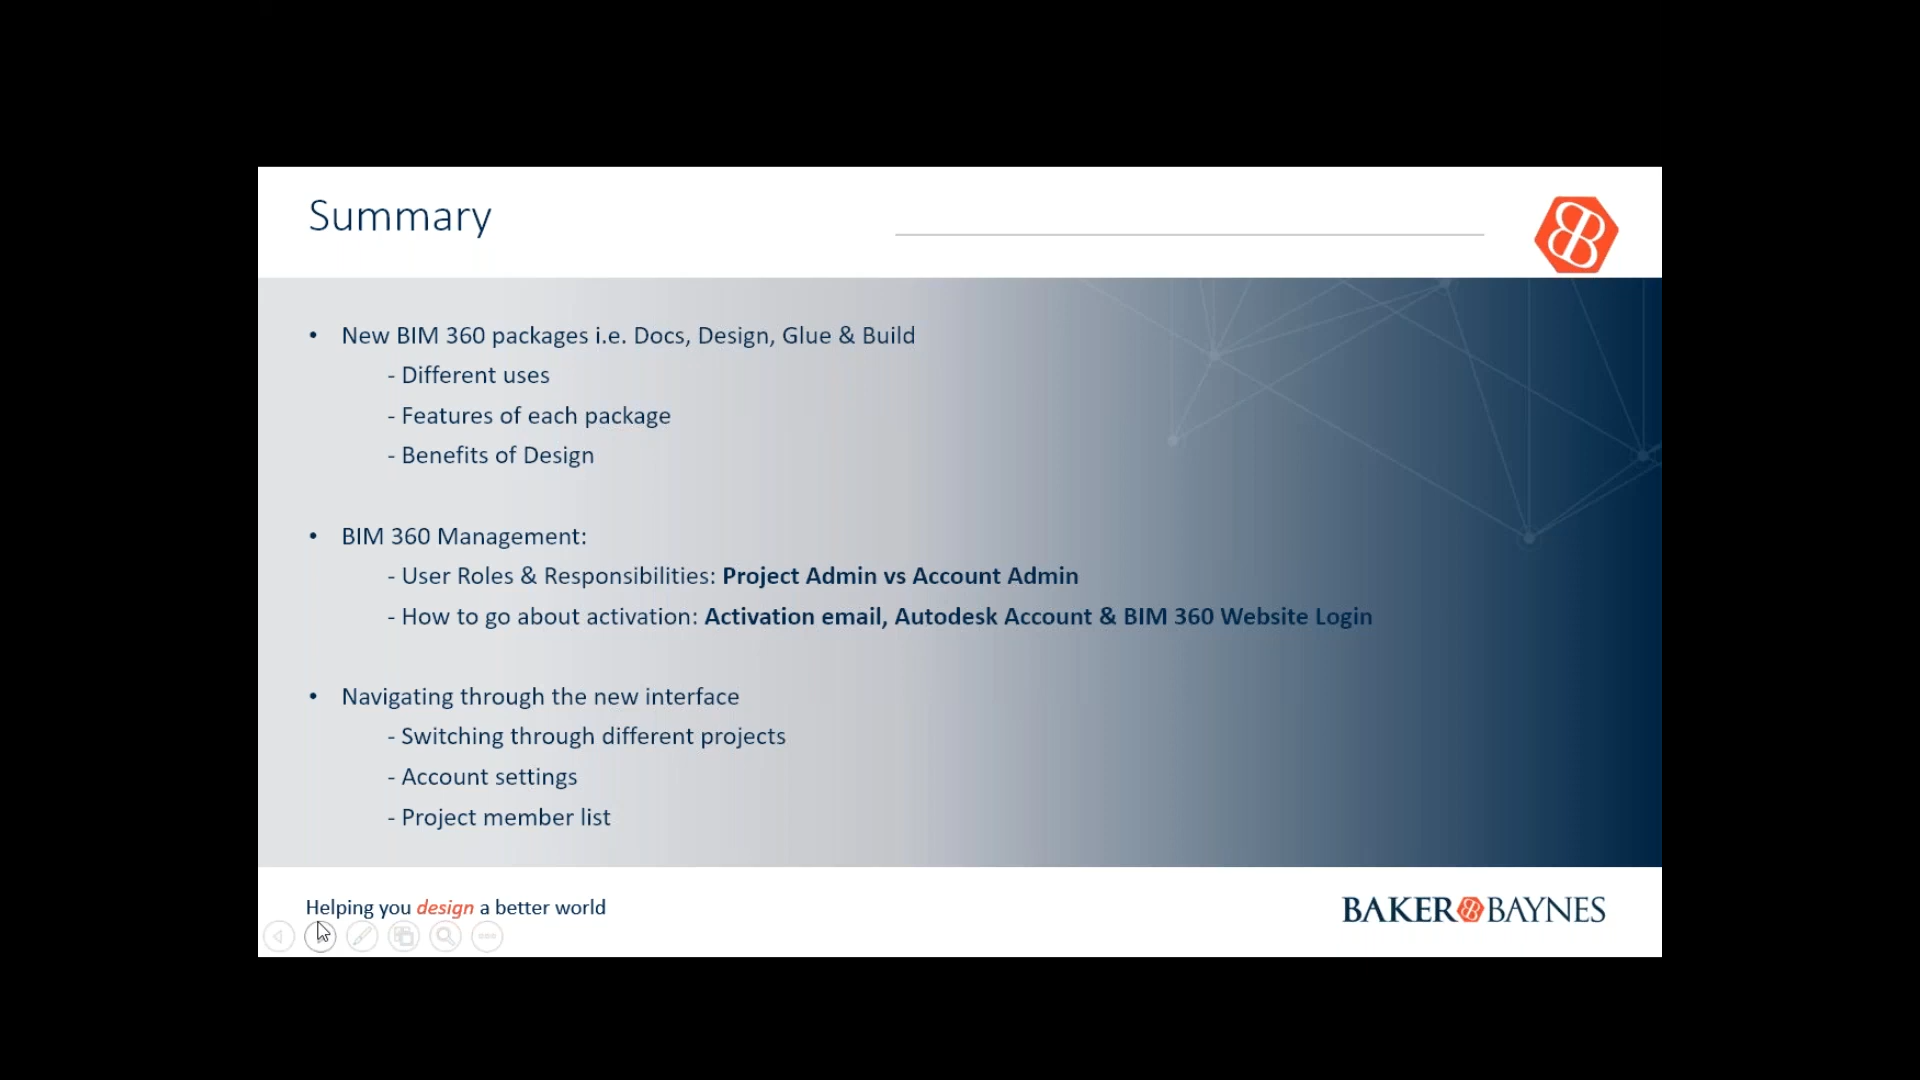 Summary
• New BIM 360 packages i.e. Docs, Design, Glue & Build
- Different uses
- Features of each package
- Benefits of Design
• BIM 360 Management:
- User Roles & Responsibilities: Project Admin vs Account Admin
- How to go about activation: Activation email, Autodesk Account & BIM 360 Website Login
• Navigating through the new interface
- Switching through different projects
- Account settings
- Project member list
Helping you design a better world
BAKER BAYNES